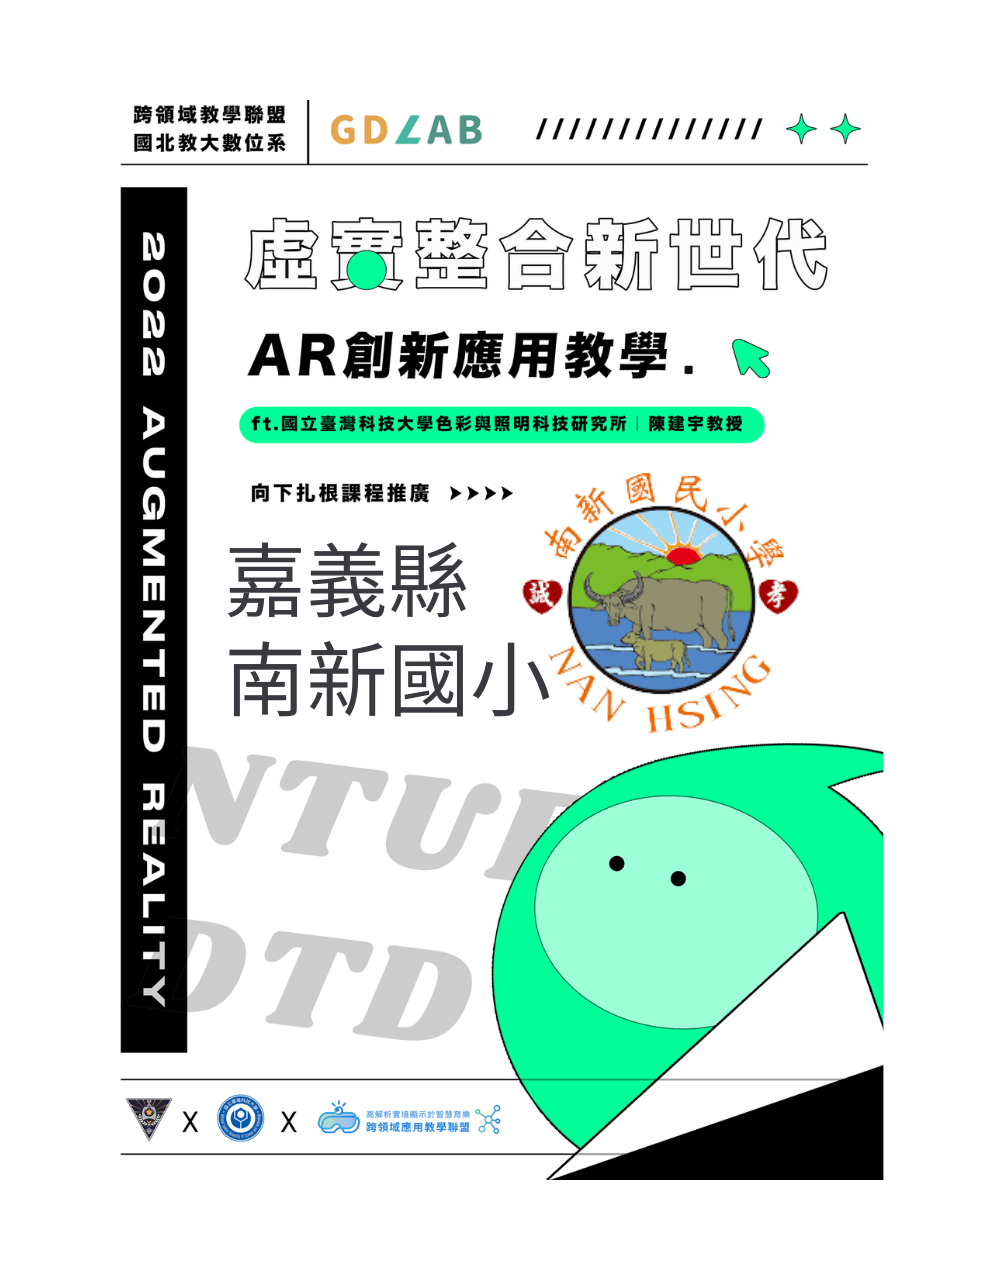 跨領域教學聯盟
國北教大數位系
GDLAB
2022 AUGMENTED REALITY
虛實整合新世代
AR創新應用教學.
ft.國立臺灣科技大學色彩與照明科技研究所｜陳建宇教授
向下扎根課程推廣
嘉義縣
南新國小
南新國民小學
誠
孝
NAN HSING
NTUE
DTD
X
X
高解析實境顯示於智慧育樂
跨領域應用教學聯盟